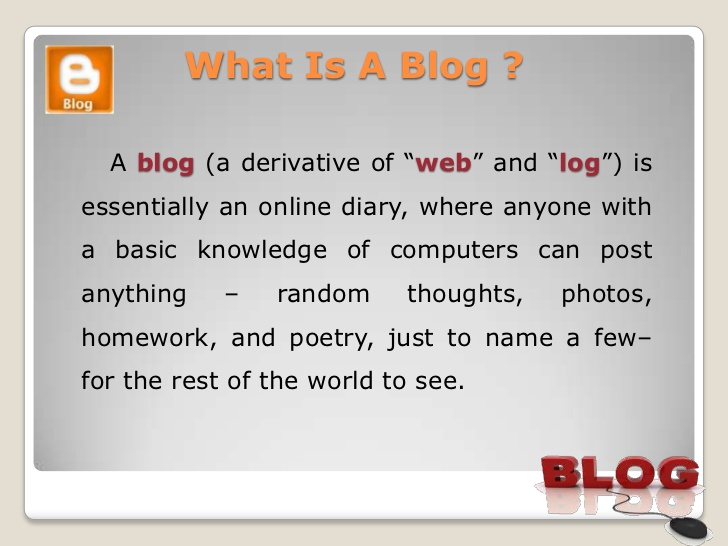 What Is A Blog ?
Blog
A blog (a derivative of “web” and “log”) is
essentially an online diary, where anyone with
a basic knowledge of computers can post
anything – random thoughts, photos,
homework, and poetry, just to name a few–
for the rest of the world to see.
BLOG